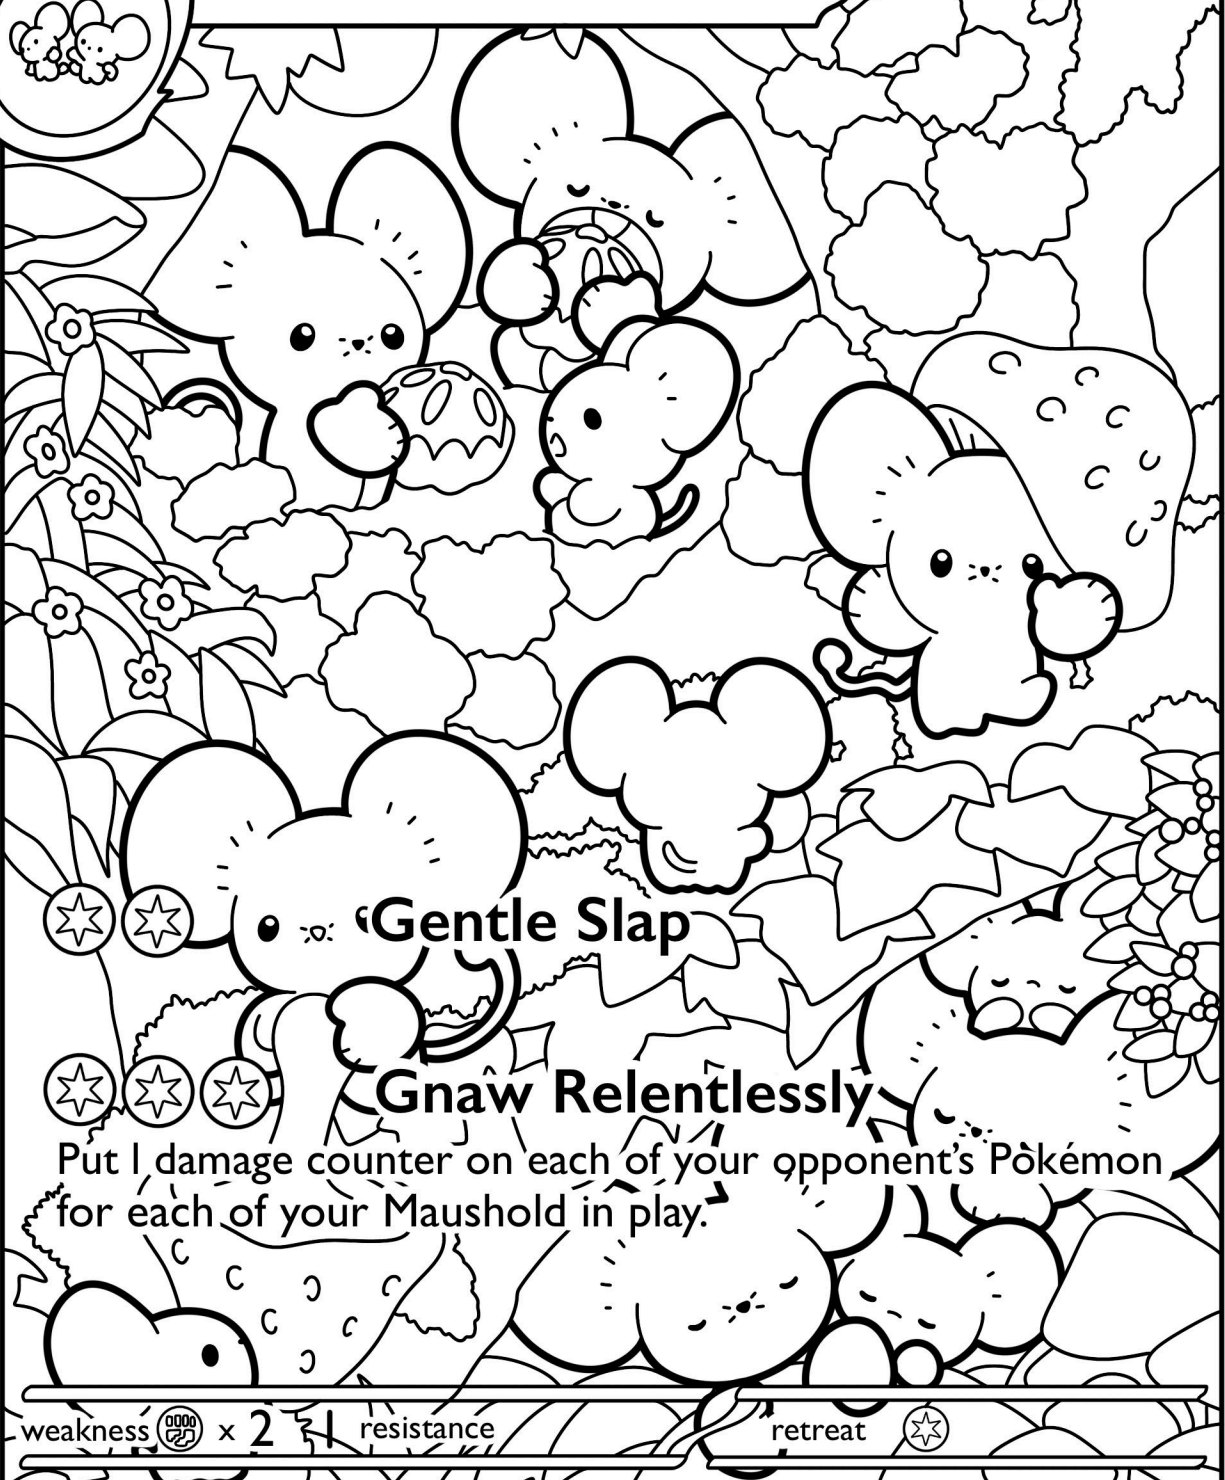 Gentle Slap
Gnaw Relentlessly
Put 1 damage counter on each of your opponent's Pokémon
for each of your Maushold in play.
weakness x 2 resistance retreat